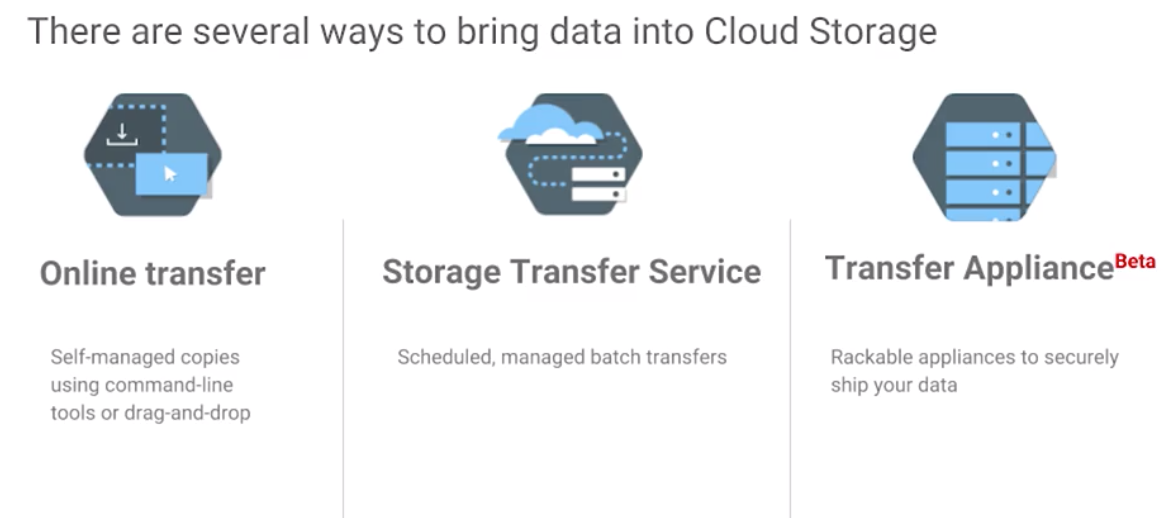 There are several ways to bring data into Cloud Storage
Online transfer
Self-managed copies
using command-line
tools or drag-and-drop
Storage Transfer Service
Scheduled, managed batch transfers
Transfer Appliance Beta
Rackable appliances to securely
ship your data